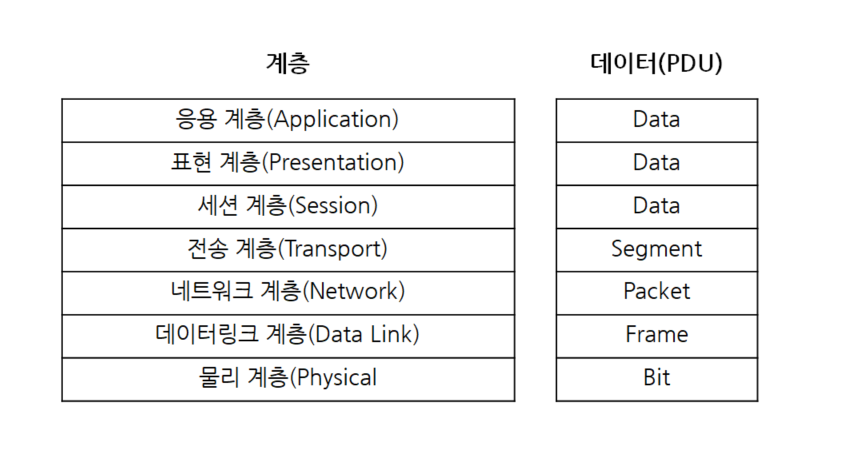 계층 데이터(PDU)
응용 계층(Application) Data
표현 계층(Presentation) Data
세션 계층(Session) Data
전송 계층(Transport) Segment
네트워크 계층(Network) Packet
데이터링크 계층(Data Link) Frame
물리 계층(Physical Bit